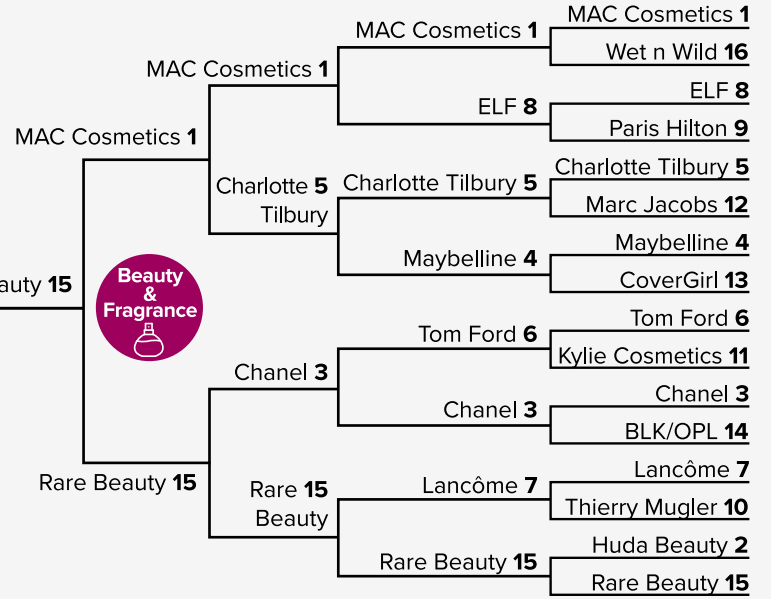 MAC Cosmetics 1
Wet n Wild 16
ELF 8
Paris Hilton 9
Charlotte Tilbury 5
Marc Jacobs 12
Maybelline 4
CoverGirl 13
Tom Ford 6
Kylie Cosmetics 11
Chanel 3
BLK/OPL 14
Lancôme 7
Thierry Mugler 10
Huda Beauty 2
Rare Beauty 15
MAC Cosmetics 1
ELF 8
Charlotte Tilbury 5
Maybelline 4
Tom Ford 6
Chanel 3
Lancôme 7
Rare Beauty 15
MAC Cosmetics 1
Charlotte 5
Tilbury
Chanel 3
Rare 15
Beauty
MAC Cosmetics 1
Rare Beauty 15
auty 15
Beauty
&
Fragrance